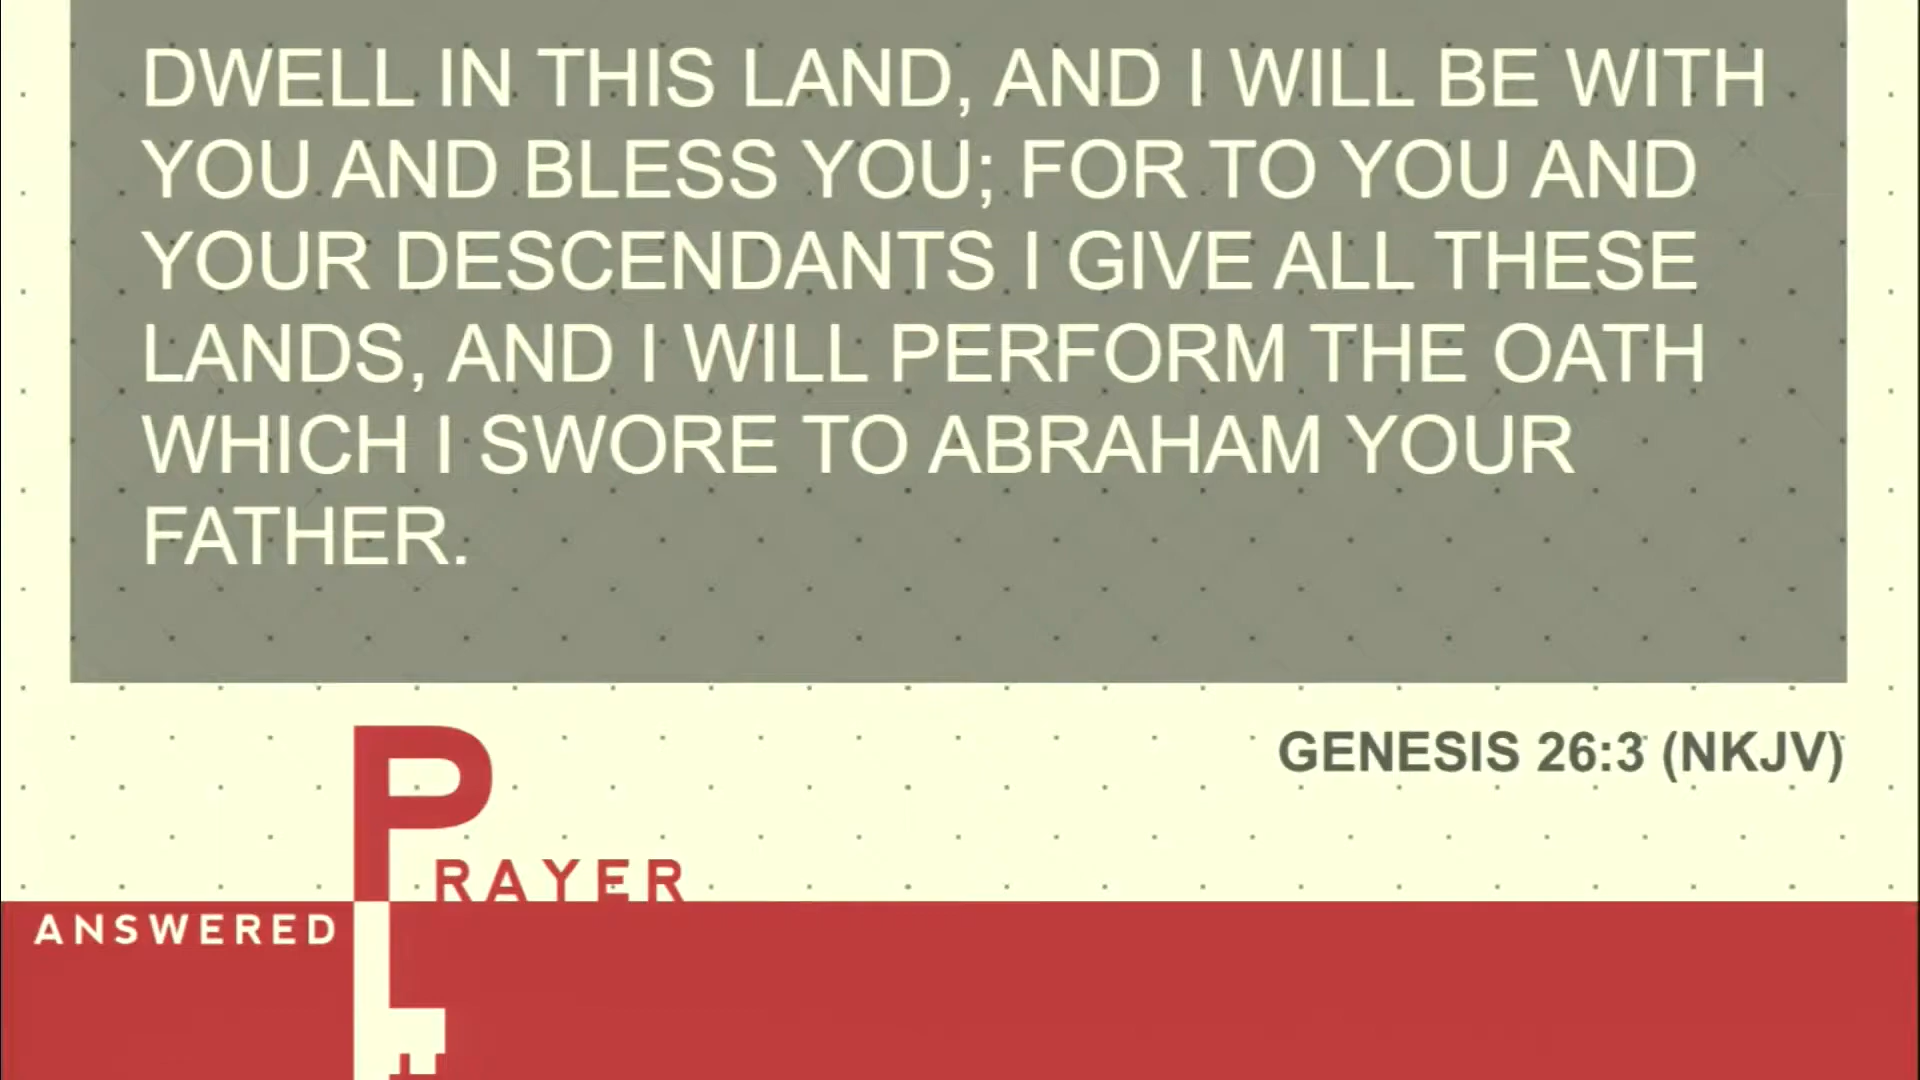 DWELL IN THIS LAND, AND I WILL BE WITH
YOU AND BLESS YOU; FOR TO YOU AND
YOUR DESCENDANTS I GIVE ALL THESE
LANDS, AND I WILL PERFORM THE OATH
WHICH I SWORE TO ABRAHAM YOUR
FATHER.
GENESIS 26:3 (NKJV)
PRAYER
ANSWERED